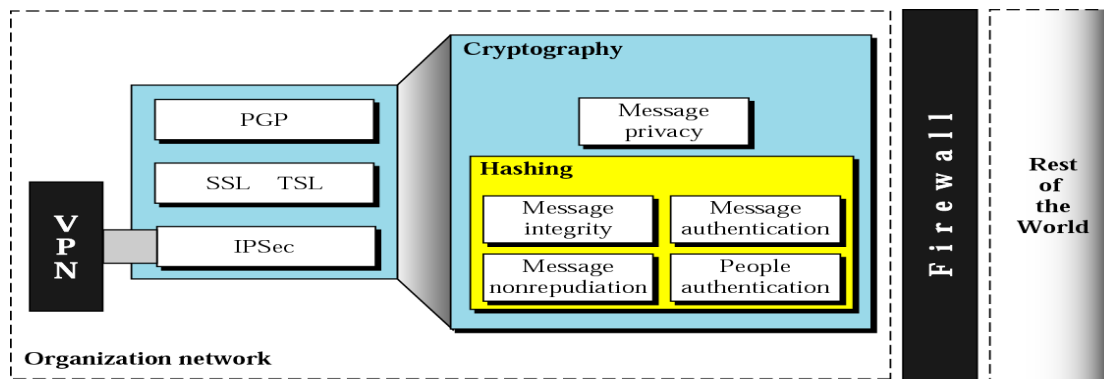 Cryptography
Message
privacy
Hashing
Message
integrity
Message
authentication
Message
nonrepudiation
People
authentication
PGP
SSL TSL
IPSec
VPN
Organization network
Firewall
Rest
of
the
World